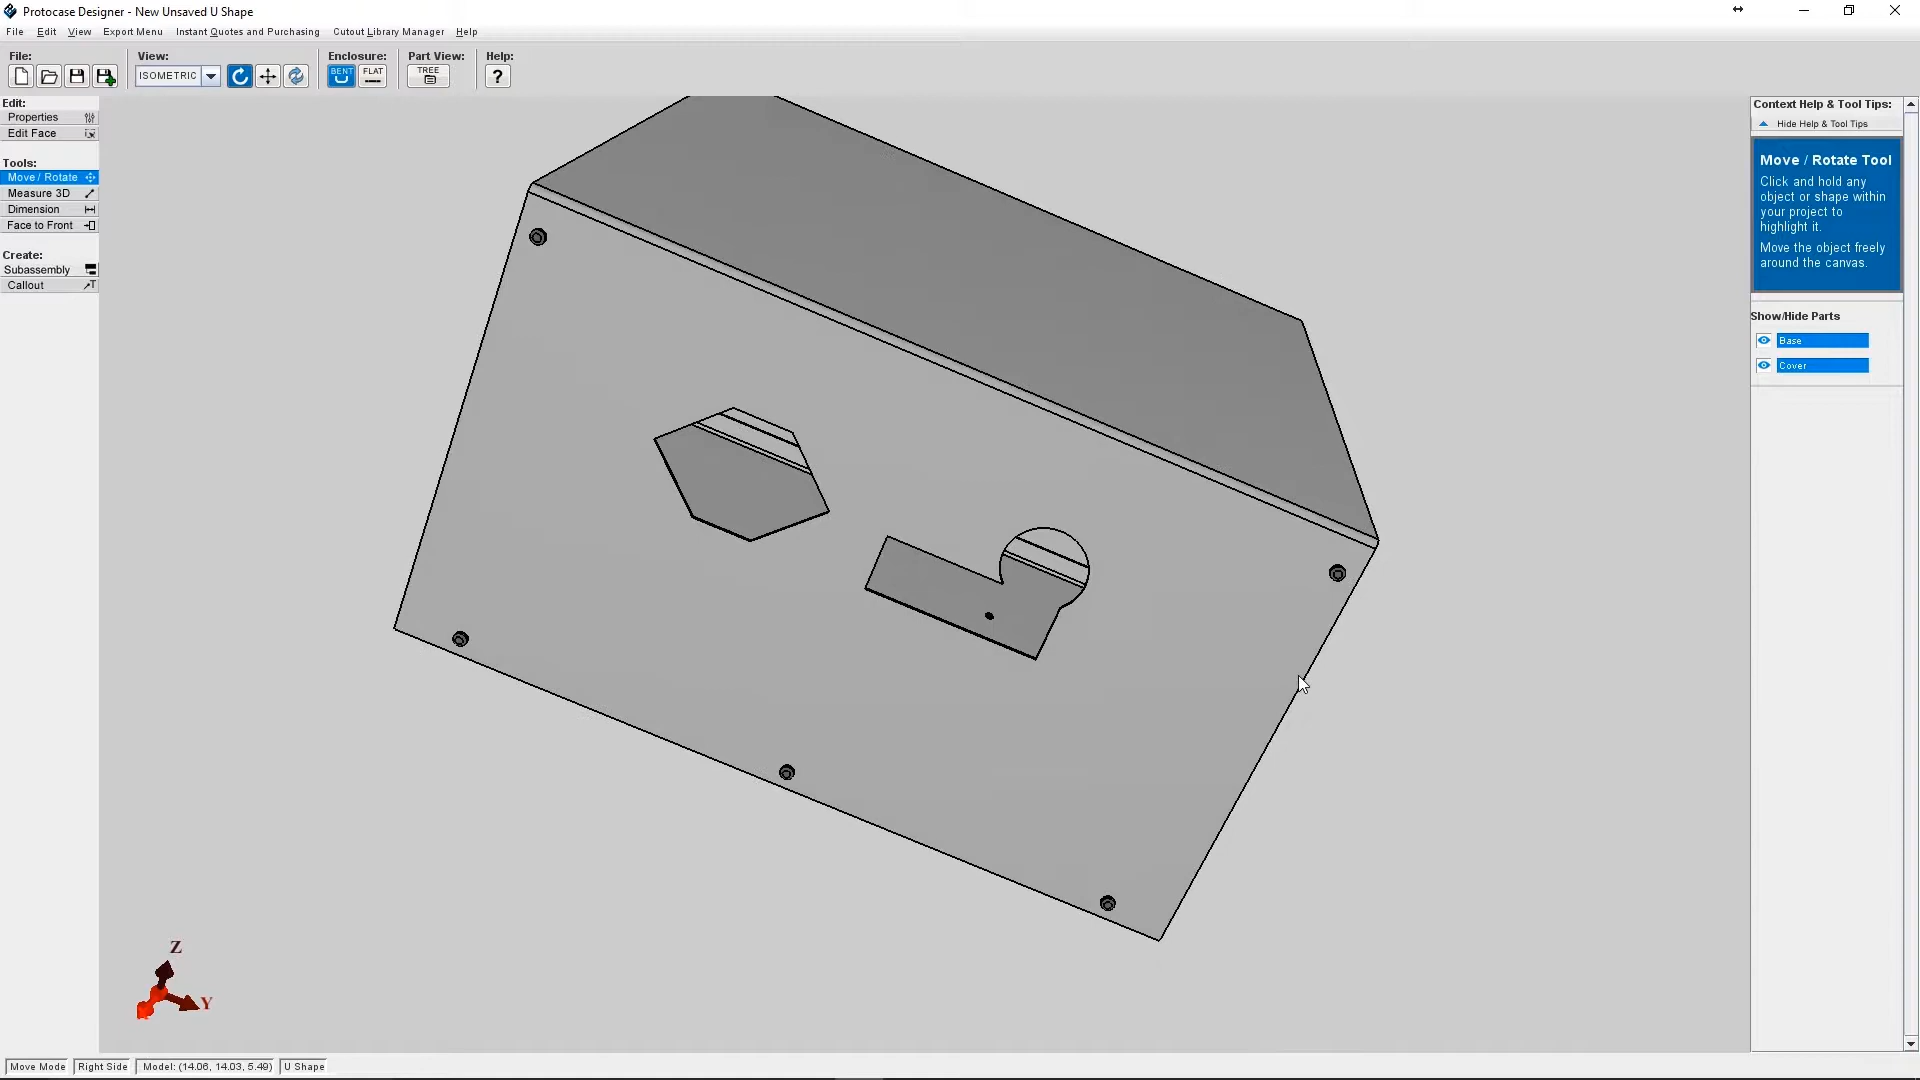 Protocase Designer - New Unsaved U Shape
File Edit View Export Menu Instant Quotes and Purchasing Cutout Library Manager Help
File: View: Enclosure: Part View: Help:
ISOMETRIC BENT FLAT TREE ?
Edit:
Properties
Edit Face
Tools:
Move / Rotate
Measure 3D
Dimension
Face to Front
Create:
Subassembly
Callout
Context Help & Tool Tips:
Hide Help & Tool Tips
Move / Rotate Tool
Click and hold any
object or shape within
your project to
highlight it.
Move the object freely
around the canvas.
Show/Hide Parts
Base
Cover
Z
Y
Move Mode Right Side Model: (14.06, 14.03, 5.49) U Shape